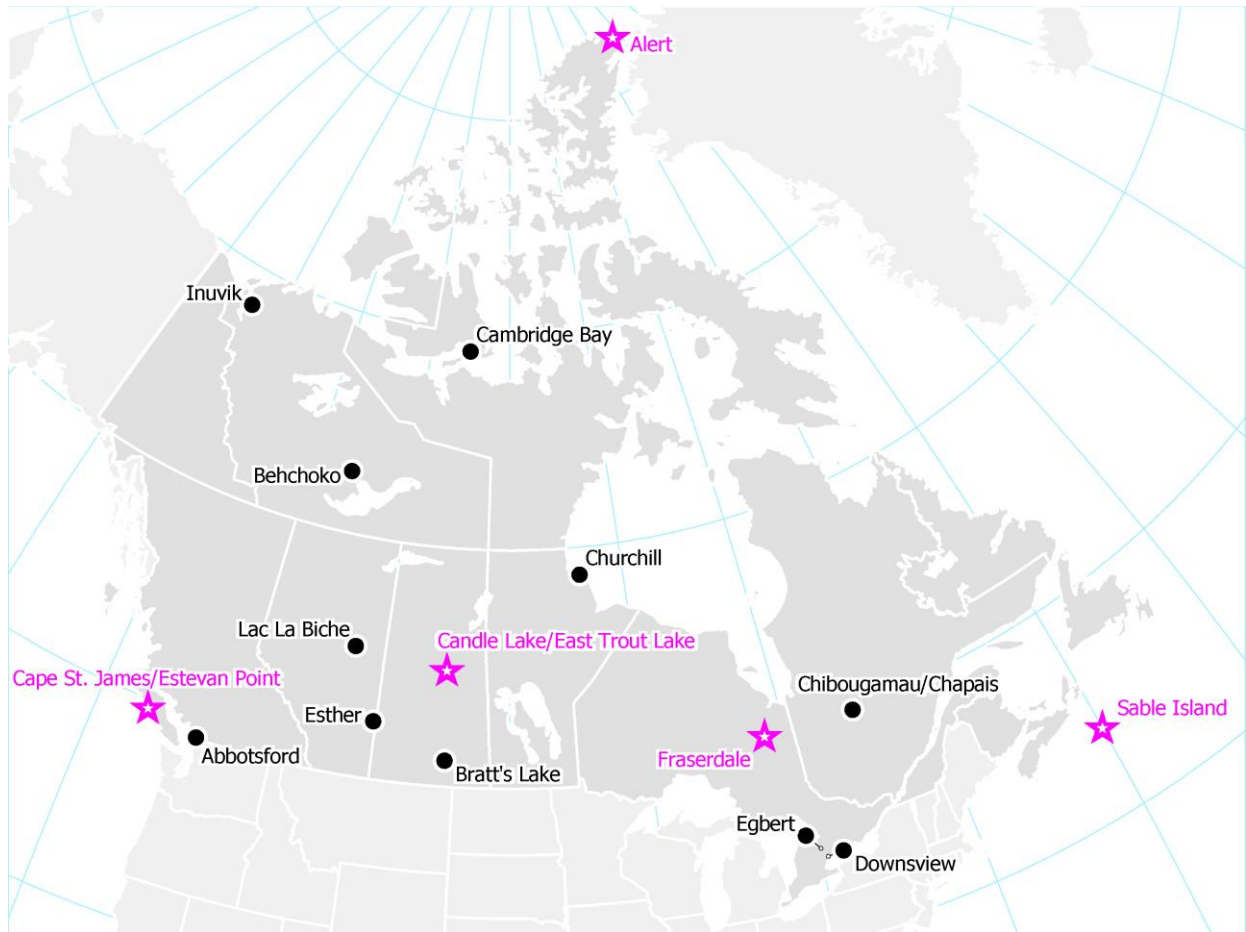 Alert
Inuvik
Cambridge Bay
Behchoko
Churchill
Lac La Biche
Candle Lake/East Trout Lake
Cape St. James/Estevan Point
Chibougamau/Chapais
Sable Island
Esther
Abbotsford
Fraserdale
Bratt's Lake
Egbert
Downsview